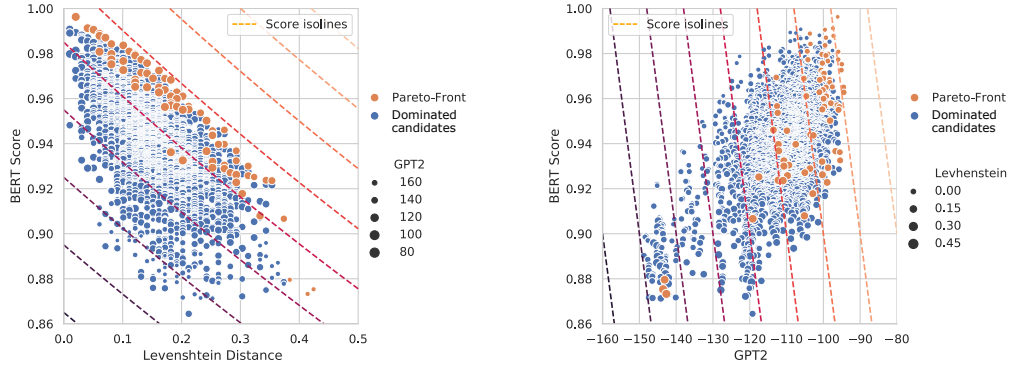 1.00
0.98
0.96
0.94
0.92
0.90
0.88
0.86
BERT Score
0.0
0.1
0.2
0.3
0.4
0.5
Levenshtein Distance
Score isolines
Pareto-Front
Dominated
candidates
GPT2
160
140
120
100
80
1.00
0.98
0.96
0.94
0.92
0.90
0.88
0.86
BERT Score
−160
−150
−140
−130
−120
−110
−100
−90
−80
GPT2
Score isolines
Pareto-Front
Dominated
candidates
Levhenstein
0.00
0.15
0.30
0.45